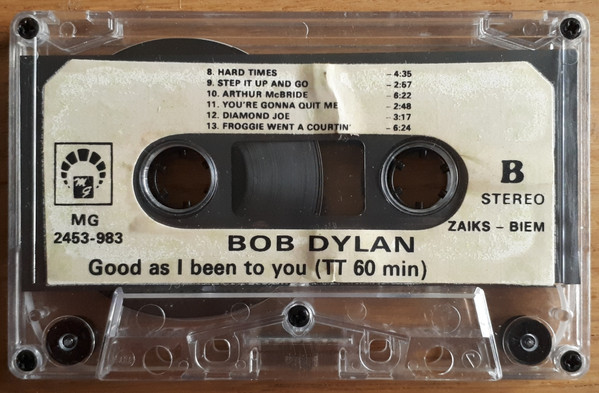 8. HARD TIMES – 4:35
9. STEP IT UP AND GO – 2:57
10. ARTHUR McBRIDE – 6:22
11. YOU'RE GONNA QUIT ME – 2:48
12. DIAMOND JOE – 3:17
13. FROGGIE WENT A COURTIN' – 6:24
MG
B
STEREO
MG
2453-983
ZAIKS – BIEM
BOB DYLAN
Good as I been to you (TT 60 min)